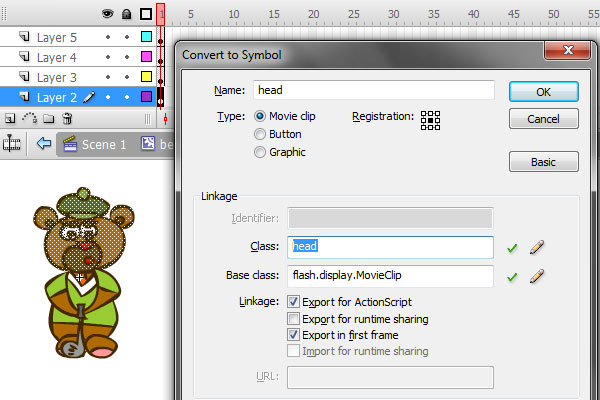 1 5 10 15 20 25 30 35 40 45 50 55
Layer 5
Layer 4
Layer 3
Layer 2
Scene 1 be
Convert to Symbol
Name: head
OK
Type: Movie clip Registration:
Cancel
Button
Graphic
Basic
Linkage
Identifier:
Class: head
Base class: flash.display.MovieClip
Linkage: Export for ActionScript
Export for runtime sharing
Export in first frame
Import for runtime sharing
URL: